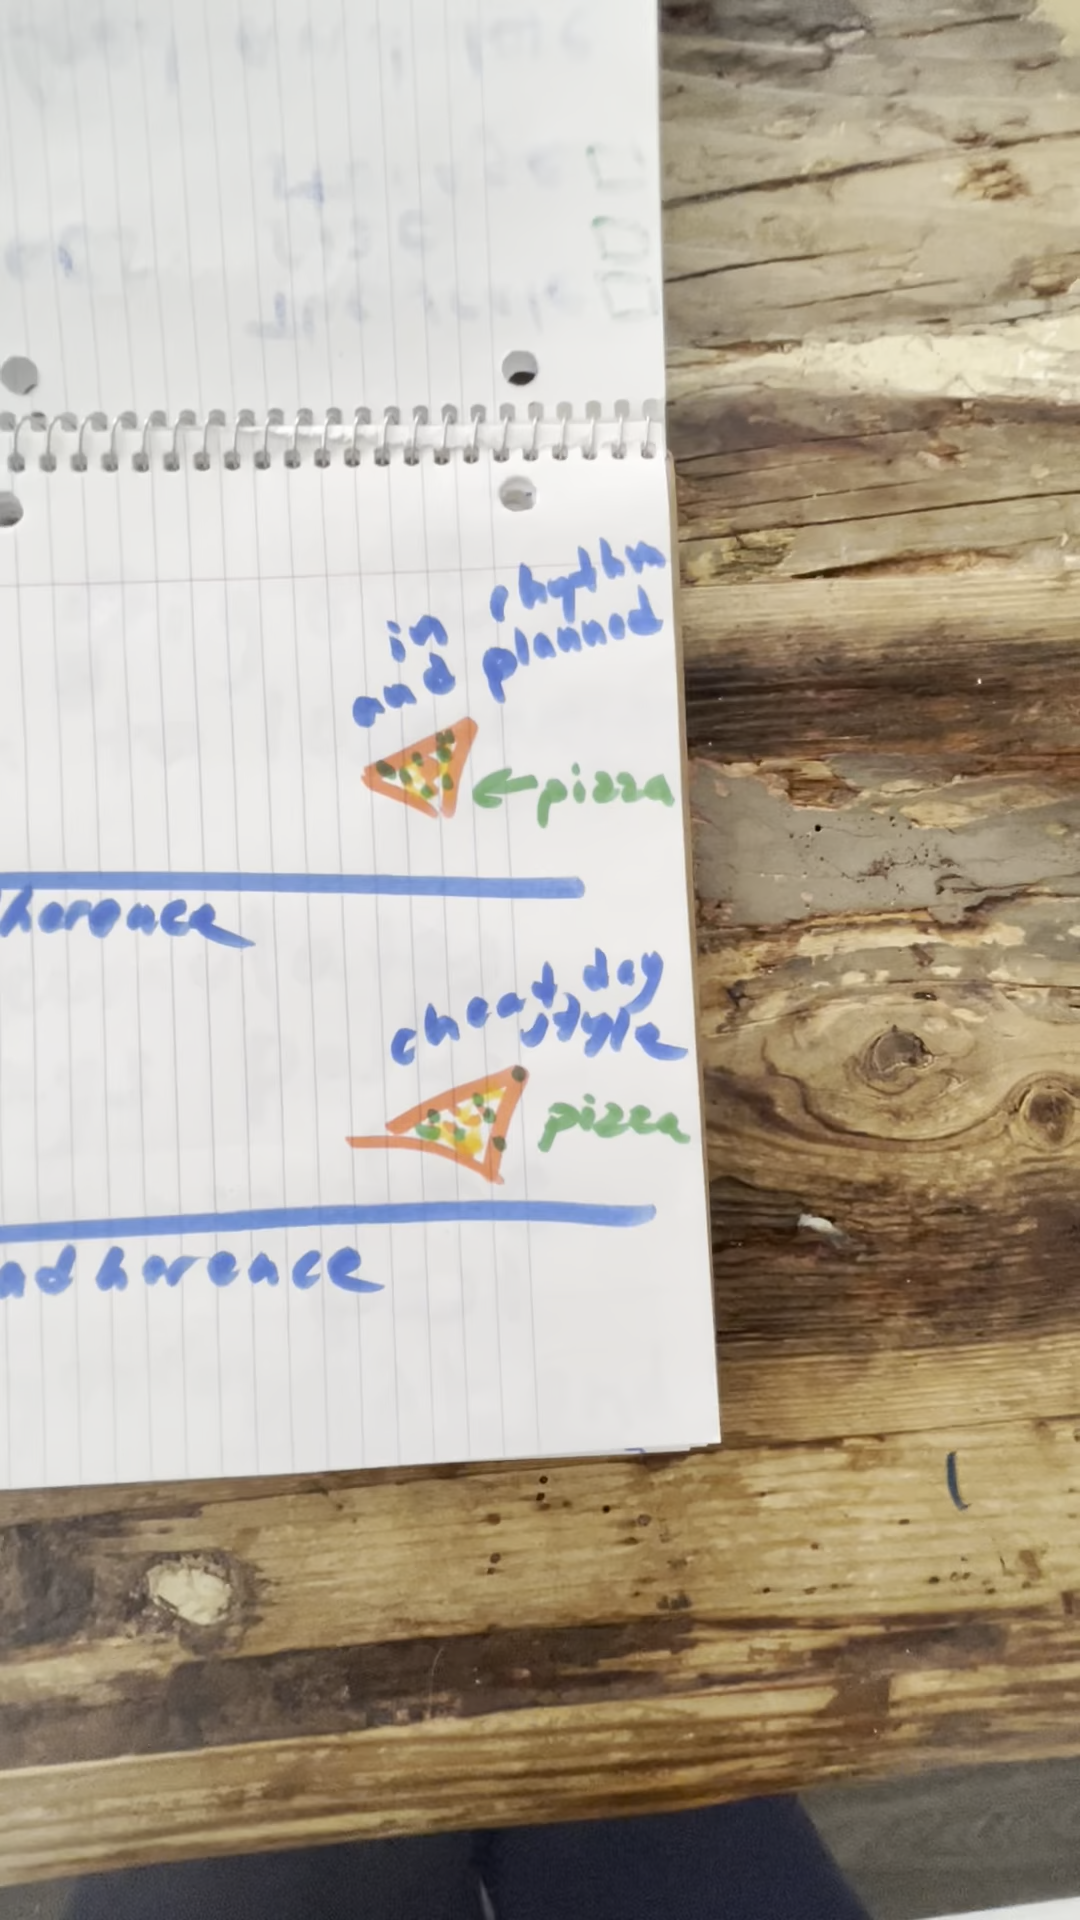 in rhythm
and planned
←pizza
herence
cheat day
style
pizza
adherence